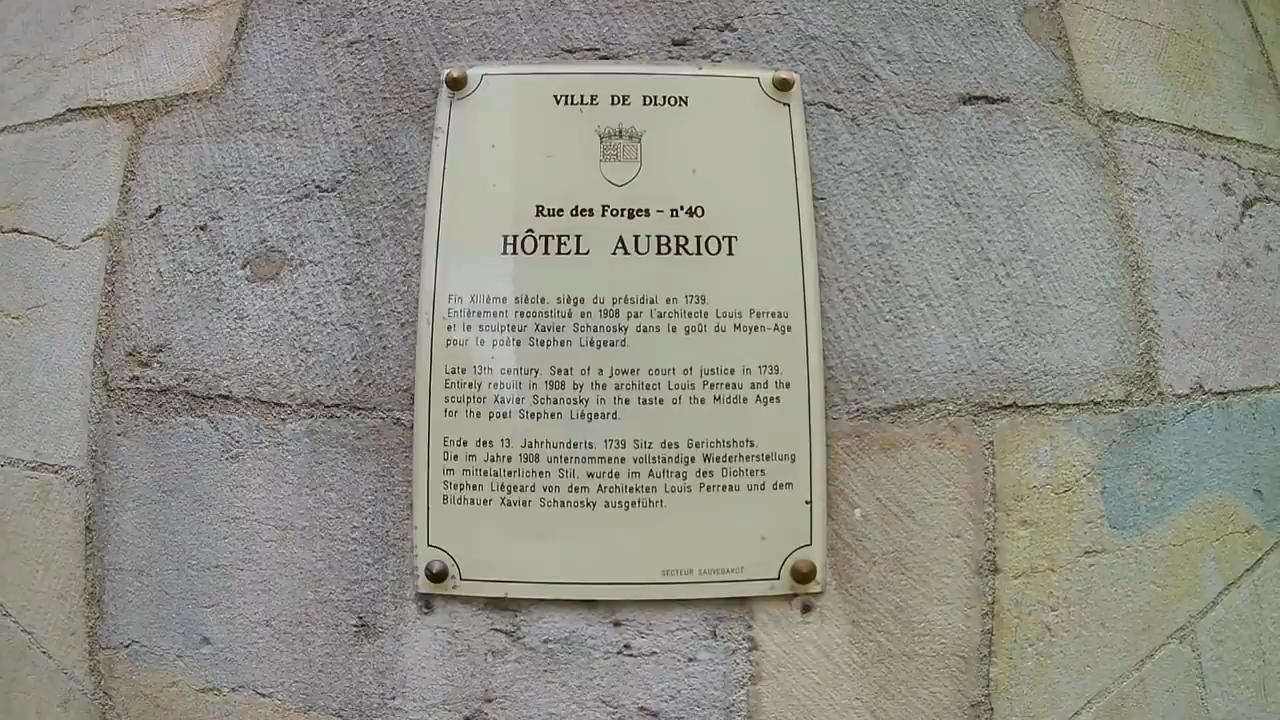 VILLE DE DIJON
Rue des Forges - n°40
HÔTEL AUBRIOT
Fin XIIIème siècle, siège du présidial en 1739.
Entièrement reconstitué en 1908 par l'architecte Louis Perreau
et le sculpteur Xavier Schanosky dans le goût du Moyen-Age
pour le poète Stephen Liégeard.
Late 13th century. Seat of a lower court of justice in 1739.
Entirely rebuilt in 1908 by the architect Louis Perreau and the
sculptor Xavier Schanosky in the taste of the Middle Ages
for the poet Stephen Liégeard.
Ende des 13. Jahrhunderts. 1739 Sitz des Gerichtshofs.
Die im Jahre 1908 unternommene vollständige Wiederherstellung
im mittelalterlichen Stil, wurde im Auftrag des Dichters
Stephen Liégeard von dem Architekten Louis Perreau und dem
Bildhauer Xavier Schanosky ausgeführt.
SECTEUR SAUVEGARDÉ